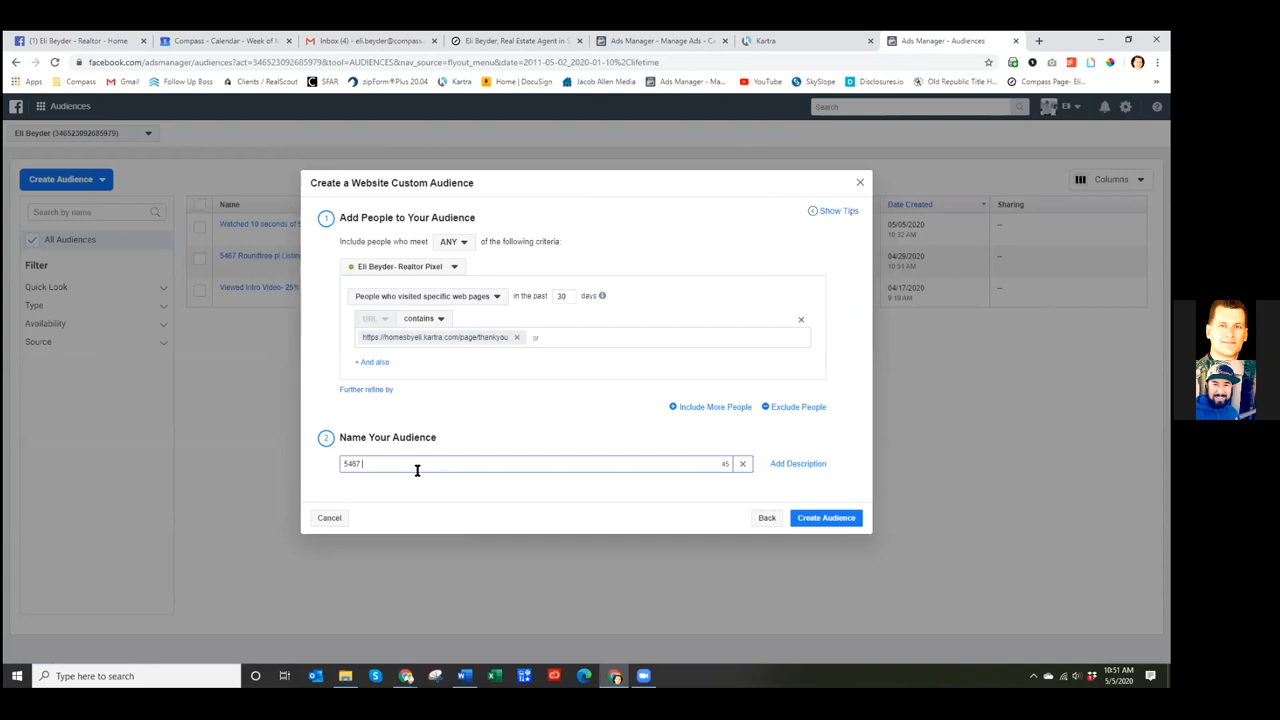 (1) Eli Beyder - Realtor - Home
Compass - Calendar - Week of M
Inbox (4) - eli.beyder@compass.
Eli Beyder, Real Estate Agent in S
Ads Manager - Manage Ads - Ca
Kartra
Ads Manager - Audiences
facebook.com/adsmanager/audiences?act=346523092685979&tool=AUDIENCES&nav_source=flyout_menu&date=2011-05-02_2020-01-10%2Clifetime
Apps
Compass
Gmail
Follow Up Boss
Clients / RealScout
SFAR
zipForm®Plus 20.04
Kartra
Home | DocuSign
Jacob Allen Media
Ads Manager - Ma...
YouTube
SkySlope
Disclosures.io
Old Republic Title H...
Compass Page- Eli...
»
Audiences
Search
Eli
Eli Beyder (346523092685979)
Create Audience
Columns
Search by name
All Audiences
Filter
Quick Look
Type
Availability
Source
Name
Date Created
Sharing
Watched 10 seconds of 5
05/05/2020
10:32 AM
--
5467 Roundtree pl Listing
04/29/2020
10:51 AM
--
Viewed Intro Video- 25%
04/17/2020
9:19 AM
--
Create a Website Custom Audience
1 Add People to Your Audience
Show Tips
Include people who meet ANY of the following criteria:
Eli Beyder- Realtor Pixel
People who visited specific web pages in the past 30 days
URL contains
https://homesbyeli.kartra.com/page/thankyou or
+ And also
Further refine by
Include More People Exclude People
2 Name Your Audience
5467
45
Add Description
Cancel
Back
Create Audience
Type here to search
10:51 AM
5/5/2020